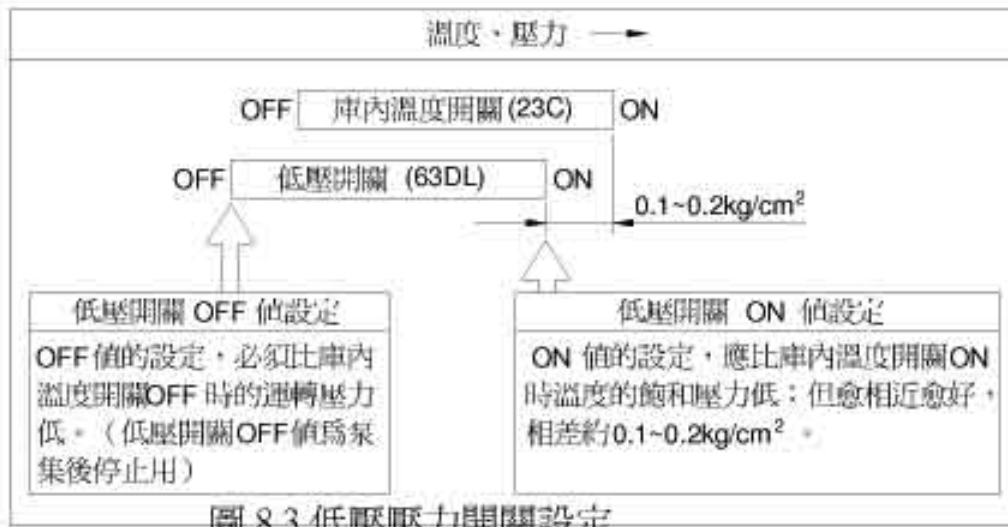 溫度、壓力
OFF 庫內溫度開關(23C) ON
OFF 低壓開關 (63DL) ON
0.1~0.2kg/cm²
低壓開關 OFF 值設定
OFF值的設定，必須比庫內
溫度開關OFF 時的運轉壓力
低。（低壓開關OFF值為泵
集後停止用）
低壓開關 ON 值設定
ON 值的設定，應比庫內溫度開關ON
時溫度的飽和壓力低；但愈相近愈好，
相差約0.1~0.2kg/cm² 。
圖 8.3 低壓壓力開關設定